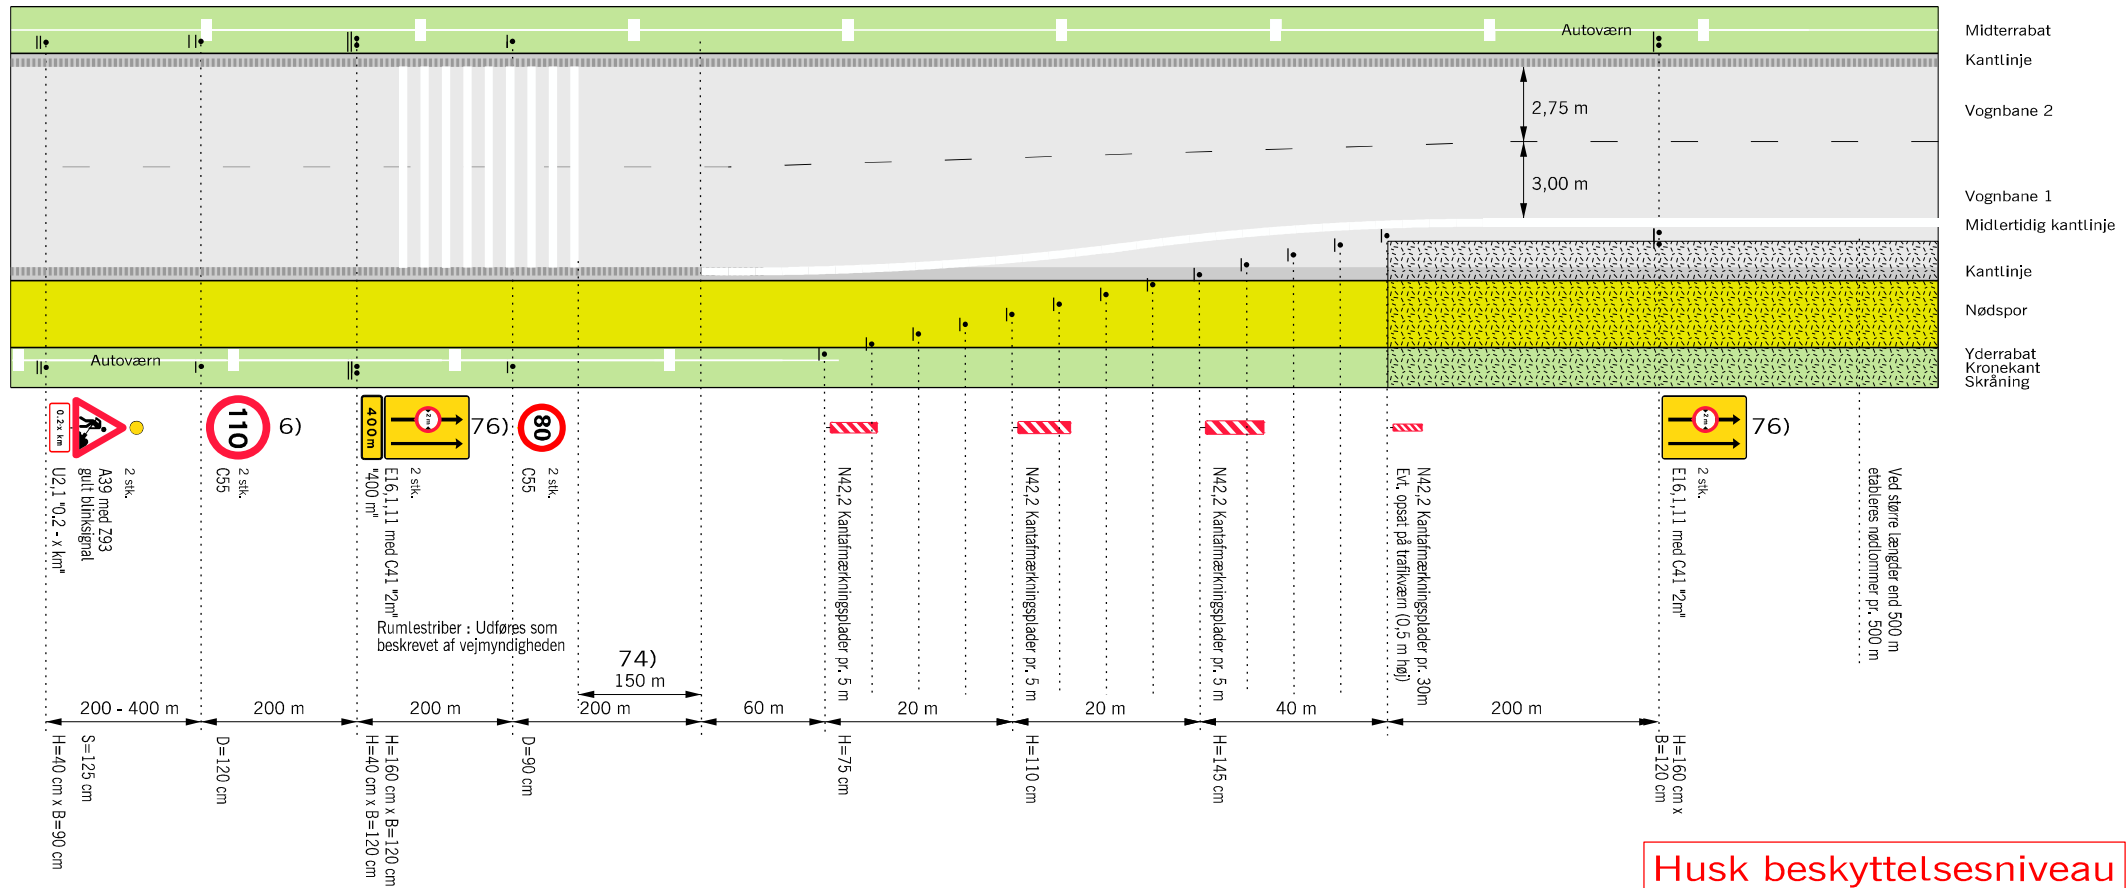 Autoværn
Midterrabat
Kantlinje
2,75 m
Vognbane 2
3,00 m
Vognbane 1
Midlertidig kantlinje
Kantlinje
Nødspor
Autoværn
Yderrabat
Kronekant
Skråning
0.2-x km
110
6)
400m
2 m
76)
80
2 m
76)
2 stk.
A39 med Z93
gult blinksignal
U2,1 "0.2 - x km"
2 stk.
C55
2 stk.
E16,1,11 med C41 "2m"
"400 m"
2 stk.
C55
N42,2 Kantafmærkningsplader pr. 5 m
N42,2 Kantafmærkningsplader pr. 5 m
N42,2 Kantafmærkningsplader pr. 5 m
N42,2 Kantafmærkningsplader pr. 30m
Evt. opsat på trafikværn (0,5 m høj)
2 stk.
E16,1,11 med C41 "2m"
Ved større længder end 500 m
etableres nødlommer pr. 500 m
Rumlestriber : Udføres som
beskrevet af vejmyndigheden
74)
150 m
200 - 400 m
200 m
200 m
200 m
60 m
20 m
20 m
40 m
200 m
S=125 cm
H=40 cm x B=90 cm
D=120 cm
H=160 cm x B=120 cm
H=40 cm x B=120 cm
D=90 cm
H=75 cm
H=110 cm
H=145 cm
H=160 cm x
B=120 cm
Husk beskyttelsesniveau